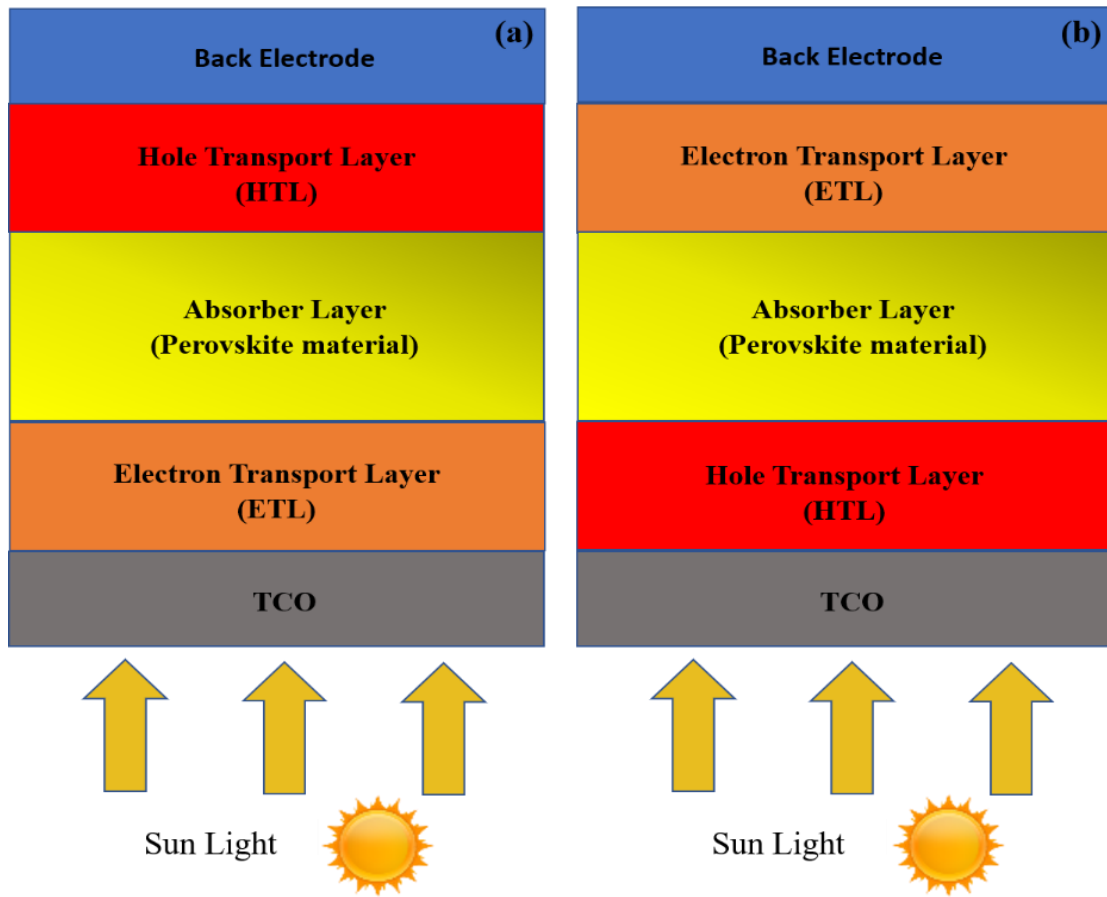 (a)
Back Electrode
Hole Transport Layer
(HTL)
Absorber Layer
(Perovskite material)
Electron Transport Layer
(ETL)
TCO
Sun Light
(b)
Back Electrode
Electron Transport Layer
(ETL)
Absorber Layer
(Perovskite material)
Hole Transport Layer
(HTL)
TCO
Sun Light